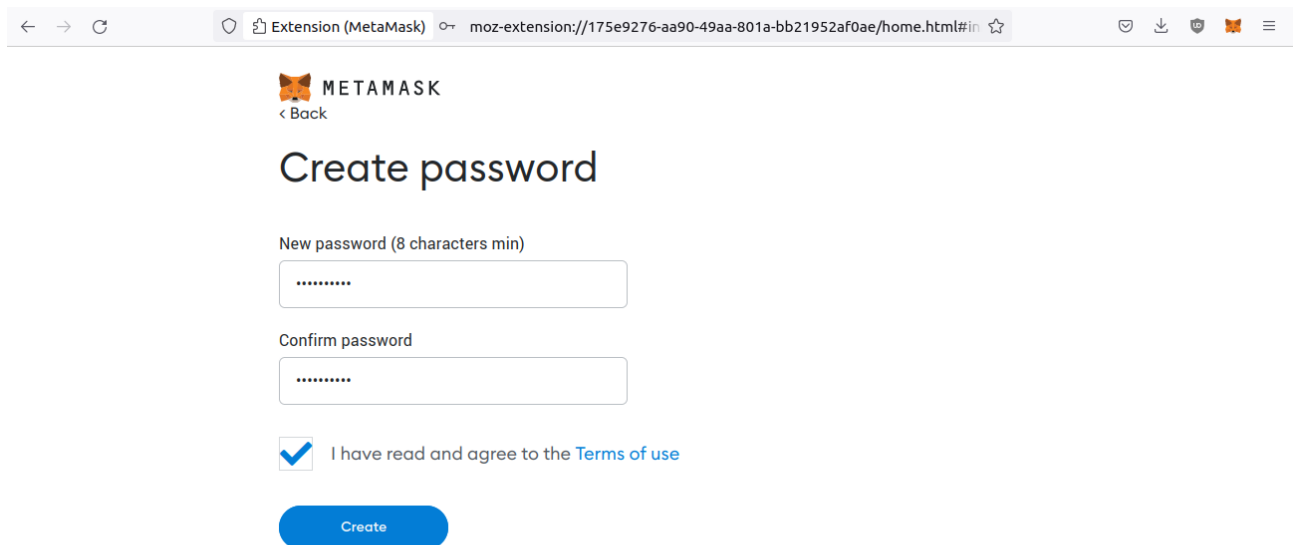 Extension (MetaMask) moz-extension://175e9276-aa90-49aa-801a-bb21952af0ae/home.html#in
METAMASK
< Back
Create password
New password (8 characters min)
••••••••••
Confirm password
••••••••••
I have read and agree to the Terms of use
Create